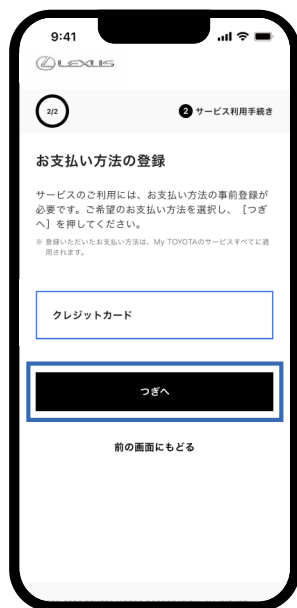 9:41
LEXUS
2/2
2 サービス利用手続き
お支払い方法の登録
サービスのご利用には、お支払い方法の事前登録が
必要です。ご希望のお支払い方法を選択し、［つぎ
へ］を押してください。
※ 登録いただいたお支払い方法は、My TOYOTAのサービスすべてに適
用されます。
クレジットカード
つぎへ
前の画面にもどる